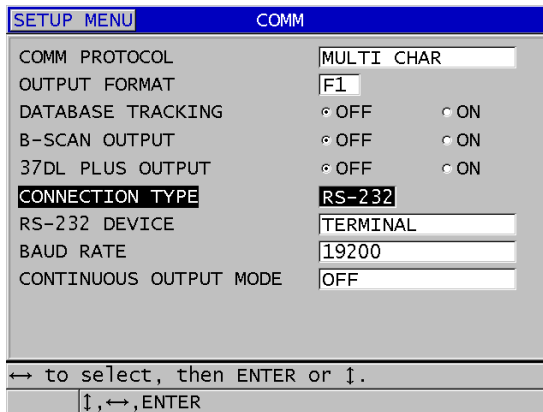 SETUP MENU COMM
COMM PROTOCOL MULTI CHAR
OUTPUT FORMAT F1
DATABASE TRACKING OFF ON
B-SCAN OUTPUT OFF ON
37DL PLUS OUTPUT OFF ON
CONNECTION TYPE RS-232
RS-232 DEVICE TERMINAL
BAUD RATE 19200
CONTINUOUS OUTPUT MODE OFF
↔ to select, then ENTER or ↕.
↕,↔,ENTER